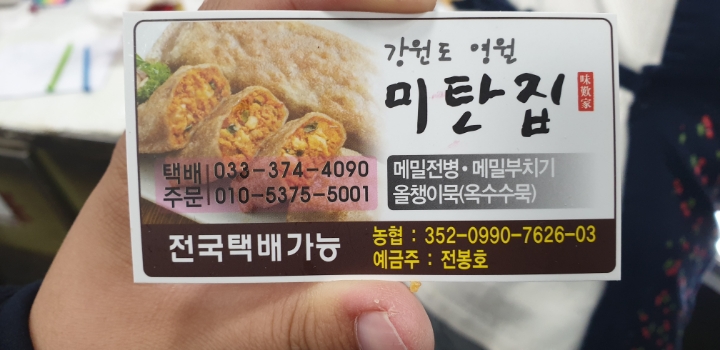 강원도 영월
미탄집
味歎家
택배 033-374-4090
주문 010-5375-5001
메밀전병·메밀부치기
올챙이묵(옥수수묵)
전국택배가능
농협 : 352-0990-7626-03
예금주 : 전봉호